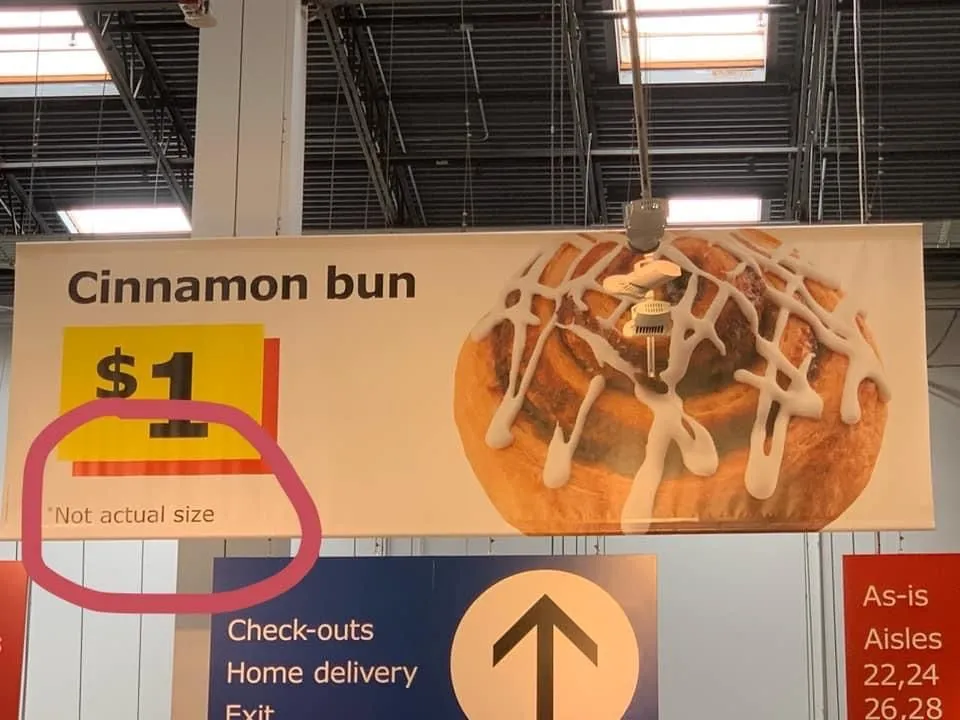 Cinnamon bun
$1
*Not actual size
Check-outs
Home delivery
Exit
As-is
Aisles
22,24
26,28